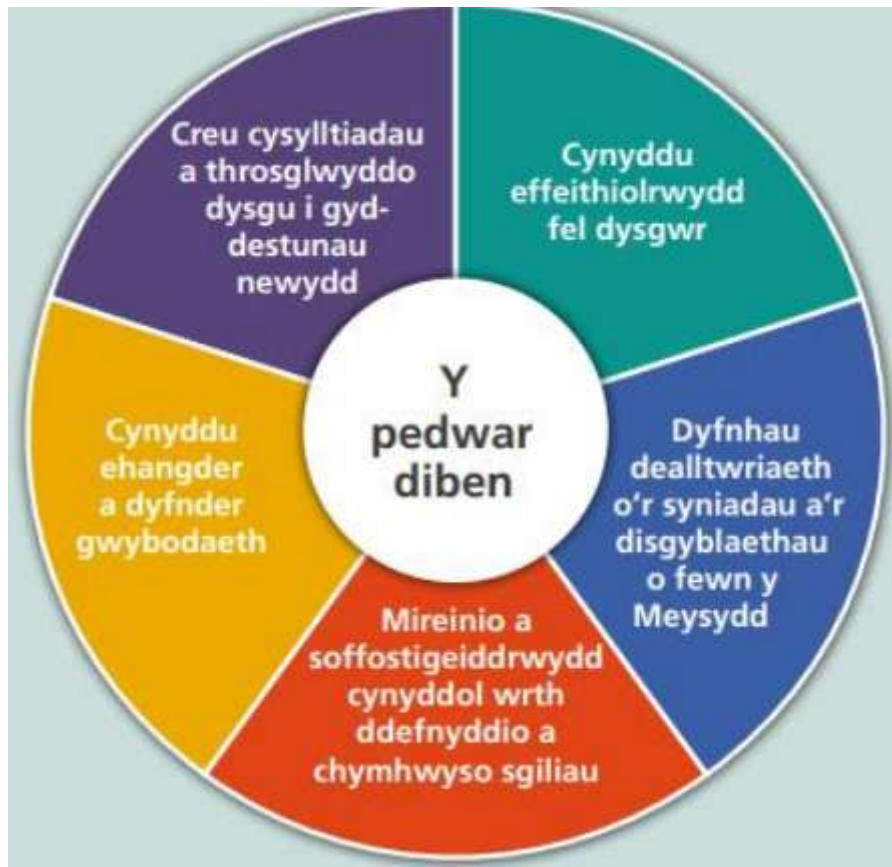 Creu cysylltiadau
a throsglwyddo
dysgu i gyd-
destunau
newydd
Cynyddu
effeithiolrwydd
fel dysgwr
Y
pedwar
diben
Cynyddu
ehangder
a dyfnder
gwybodaeth
Dyfnhau
dealltwriaeth
o'r syniadau a'r
disgyblaethau
o fewn y
Meysydd
Mireinio a
soffostigeiddrwydd
cynyddol wrth
ddefnyddio a
chymhwyso sgiliau